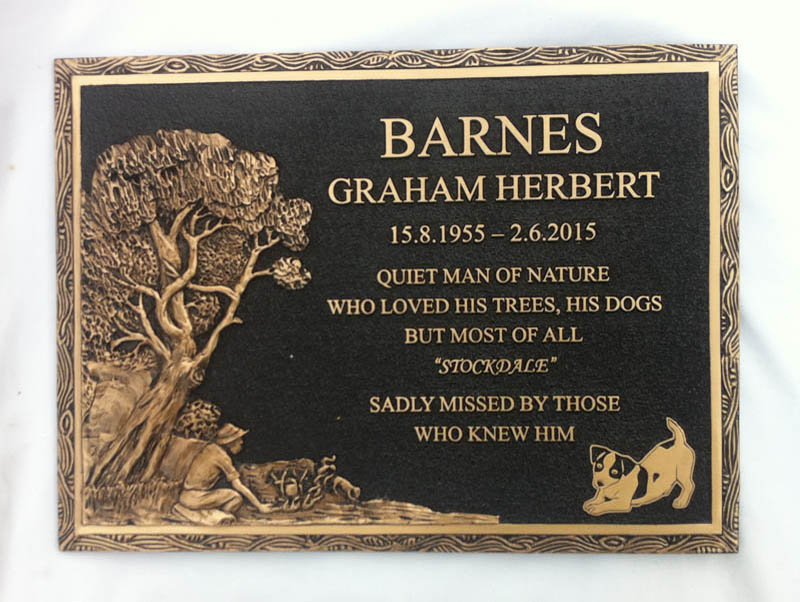 BARNES
GRAHAM HERBERT
15.8.1955 – 2.6.2015
QUIET MAN OF NATURE
WHO LOVED HIS TREES, HIS DOGS
BUT MOST OF ALL
“STOCKDALE”
SADLY MISSED BY THOSE
WHO KNEW HIM